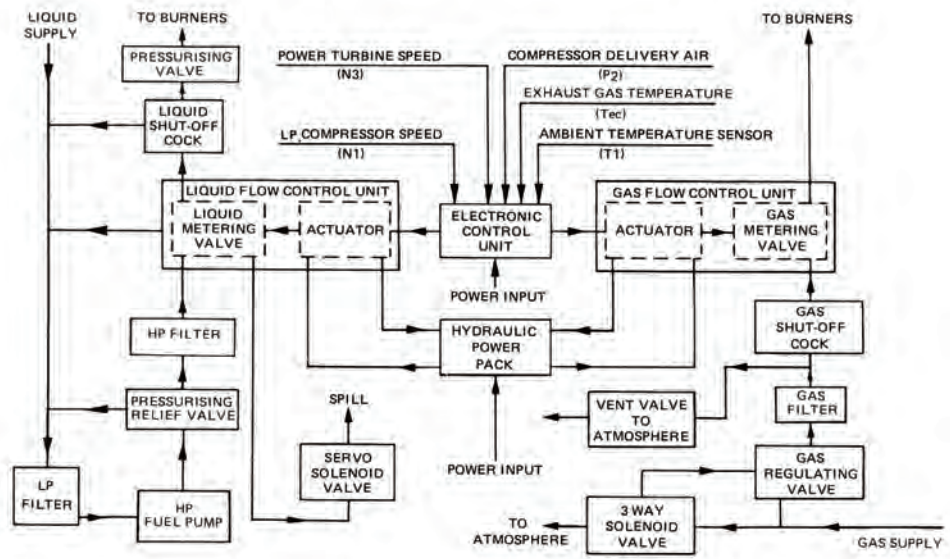 LIQUID
SUPPLY
TO BURNERS
PRESSURISING
VALVE
LIQUID
SHUT-OFF
COCK
POWER TURBINE SPEED
(N3)
LP COMPRESSOR SPEED
(N1)
COMPRESSOR DELIVERY AIR
(P2)
EXHAUST GAS TEMPERATURE
(Tec)
AMBIENT TEMPERATURE SENSOR
(T1)
TO BURNERS
LIQUID FLOW CONTROL UNIT
LIQUID
METERING
VALVE
ACTUATOR
ELECTRONIC
CONTROL
UNIT
GAS FLOW CONTROL UNIT
ACTUATOR
GAS
METERING
VALVE
POWER INPUT
HP FILTER
HYDRAULIC
POWER
PACK
GAS
SHUT-OFF
COCK
PRESSURISING
RELIEF VALVE
SPILL
VENT VALVE
TO
ATMOSPHERE
GAS
FILTER
LP
FILTER
HP
FUEL PUMP
SERVO
SOLENOID
VALVE
POWER INPUT
GAS
REGULATING
VALVE
TO
ATMOSPHERE
3 WAY
SOLENOID
VALVE
GAS SUPPLY